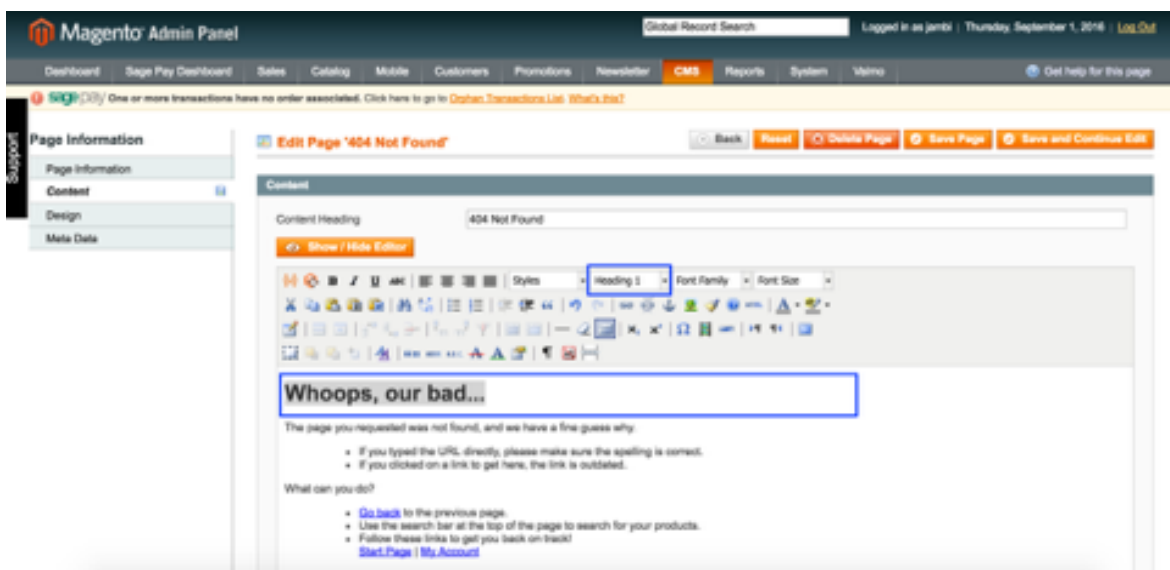 Magento Admin Panel
Global Record Search
Logged in as jambi | Thursday, September 1, 2016 | Log Out
Dashboard Sage Pay Dashboard Sales Catalog Mobile Customers Promotions Newsletter CMS Reports System Valmo Get help for this page
sagepay One or more transactions have no order associated. Click here to go to Orphan Transactions List. What's this?
Support
Page Information
Page Information
Content
Design
Meta Data
Edit Page '404 Not Found'
Back Reset Delete Page Save Page Save and Continue Edit
Content
Content Heading 404 Not Found
Show / Hide Editor
B I U ABC Styles Heading 1 Font Family Font Size
Whoops, our bad...
The page you requested was not found, and we have a fine guess why.
If you typed the URL directly, please make sure the spelling is correct.
If you clicked on a link to get here, the link is outdated.
What can you do?
Go back to the previous page.
Use the search bar at the top of the page to search for your products.
Follow these links to get you back on track!
Start Page | My Account